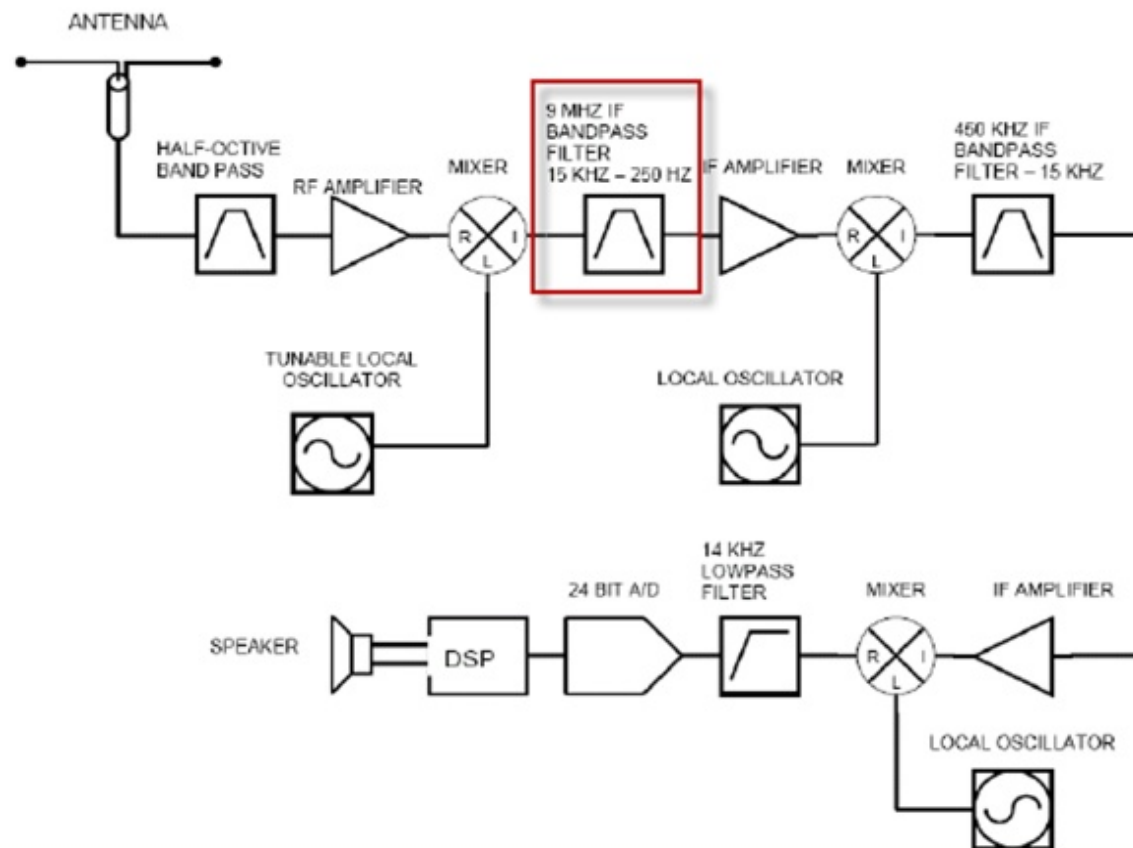 ANTENNA
HALF-OCTIVE
BAND PASS
RF AMPLIFIER
MIXER
9 MHZ IF
BANDPASS
FILTER
15 KHZ – 250 HZ
IF AMPLIFIER
MIXER
450 KHZ IF
BANDPASS
FILTER – 15 KHZ
R I
L
R I
L
TUNABLE LOCAL
OSCILLATOR
LOCAL OSCILLATOR
SPEAKER
DSP
24 BIT A/D
14 KHZ
LOWPASS
FILTER
MIXER
IF AMPLIFIER
R I
L
LOCAL OSCILLATOR